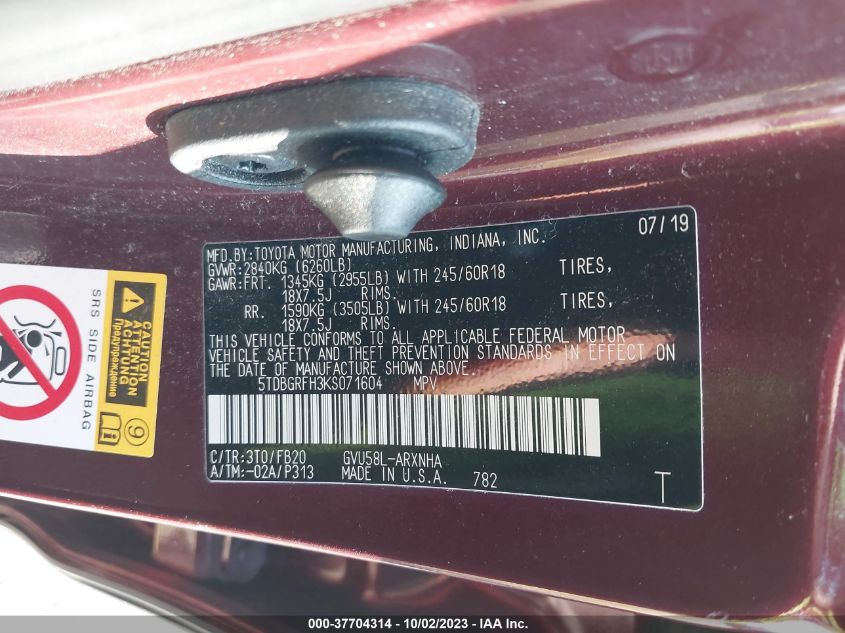 07/19
MFD.BY:TOYOTA MOTOR MANUFACTURING, INDIANA, INC.
GVWR:2840KG (6260LB)
GAWR:FRT. 1345KG (2955LB) WITH 245/60R18 TIRES,
18X7.5J RIMS.
RR. 1590KG (3505LB) WITH 245/60R18 TIRES,
18X7.5J RIMS.
THIS VEHICLE CONFORMS TO ALL APPLICABLE FEDERAL MOTOR
VEHICLE SAFETY AND THEFT PREVENTION STANDARDS IN EFFECT ON
THE DATE OF MANUFACTURE SHOWN ABOVE.
5TDBGRFH3KS071604 MPV
C/TR:3T0/FB20 GVU58L-ARXNHA
A/TM:-02A/P313 MADE IN U.S.A. 782
T
SRS SIDE AIRBAG
CAUTION
ATTENTION
ACHTUNG
Предупреждение
9
000-37704314 - 10/02/2023 - IAA Inc.